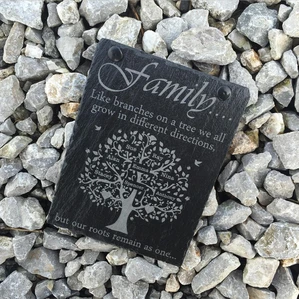 Family....
Like branches on a tree we all
grow in different directions,
but our roots remain as one...